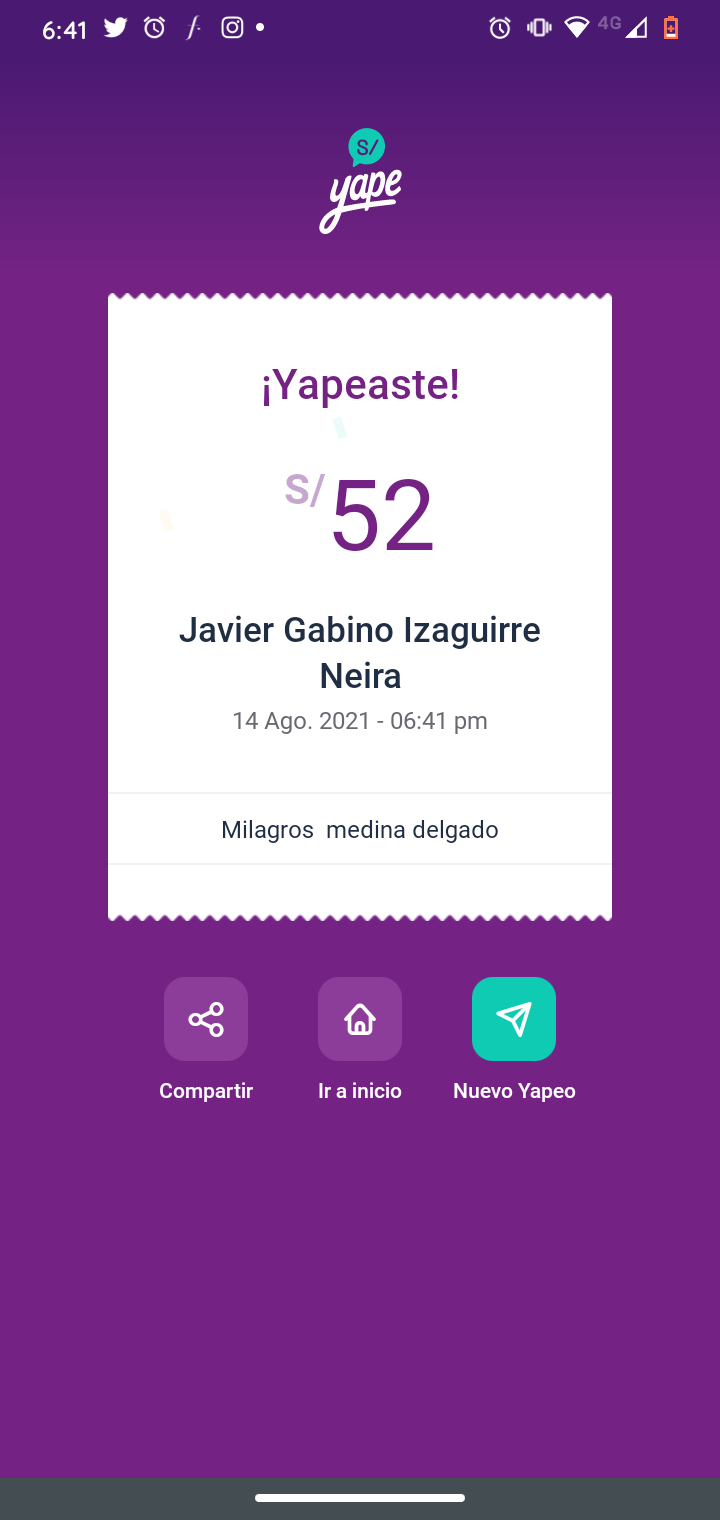 6:41
4G
S/
yape
¡Yapeaste!
S/52
Javier Gabino Izaguirre
Neira
14 Ago. 2021 - 06:41 pm
Milagros  medina delgado
Compartir
Ir a inicio
Nuevo Yapeo